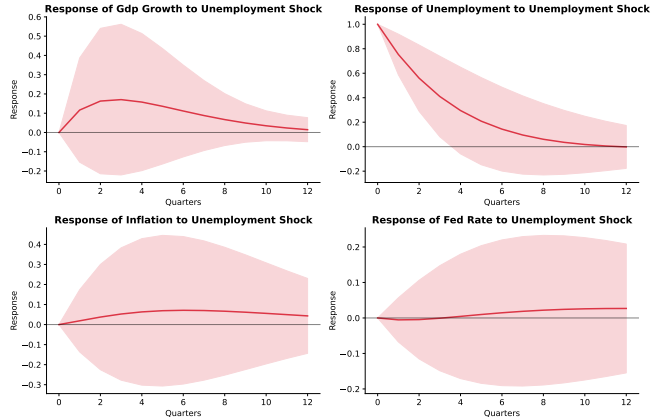 Response of Gdp Growth to Unemployment Shock
0.6
0.5
0.4
0.3
0.2
0.1
0.0
−0.1
−0.2
Response
0 2 4 6 8 10 12
Quarters
Response of Unemployment to Unemployment Shock
1.0
0.8
0.6
0.4
0.2
0.0
−0.2
Response
0 2 4 6 8 10 12
Quarters
Response of Inflation to Unemployment Shock
0.4
0.3
0.2
0.1
0.0
−0.1
−0.2
−0.3
Response
0 2 4 6 8 10 12
Quarters
Response of Fed Rate to Unemployment Shock
0.2
0.1
0.0
−0.1
−0.2
Response
0 2 4 6 8 10 12
Quarters